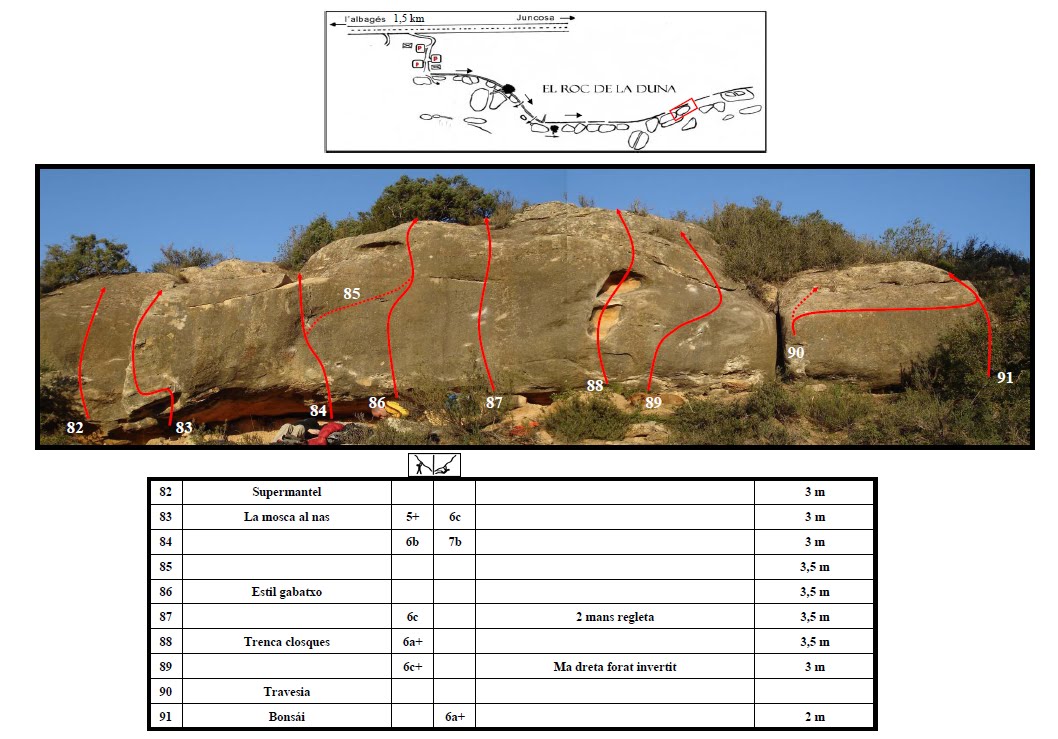 l'albagés 1,5 km Juncosa
P
P
P
EL ROC DE LA DUNA
85
90
91
88
86 87 89
84
82 83
82 Supermantel 3 m
83 La mosca al nas 5+ 6c 3 m
84 6b 7b 3 m
85 3,5 m
86 Estil gabatxo 3,5 m
87 6c 2 mans regleta 3,5 m
88 Trenca closques 6a+ 3,5 m
89 6c+ Ma dreta forat invertit 3 m
90 Travesia
91 Bonsái 6a+ 2 m